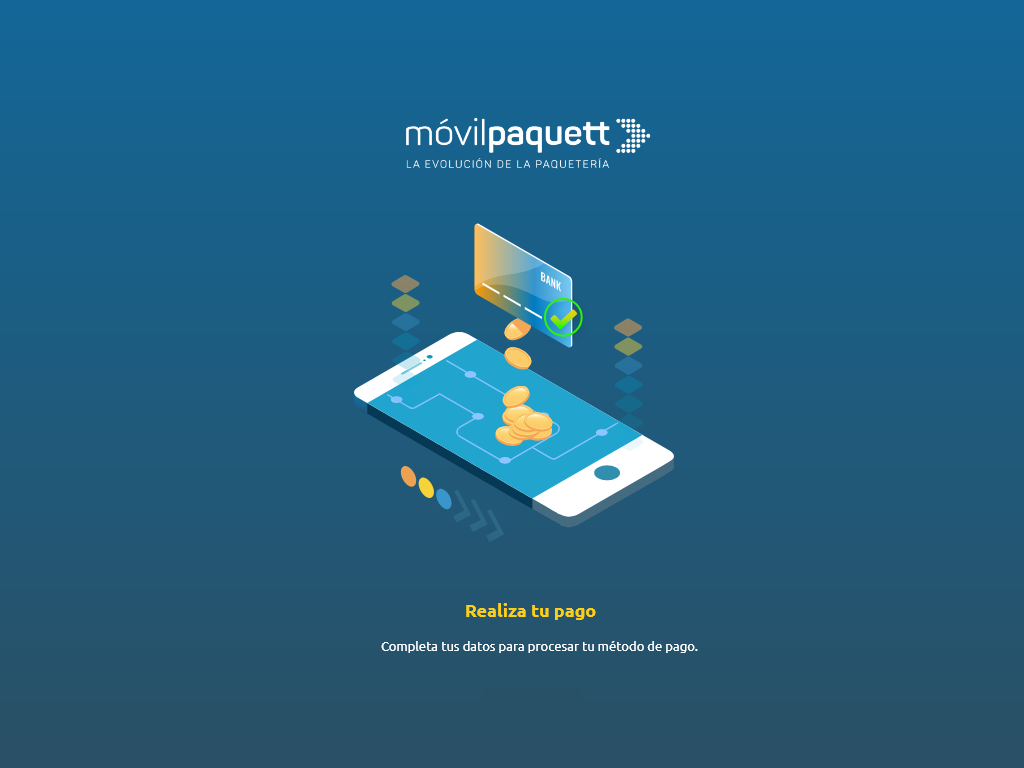 móvilpaquett
LA EVOLUCIÓN DE LA PAQUETERÍA
BANK
Realiza tu pago
Completa tus datos para procesar tu método de pago.